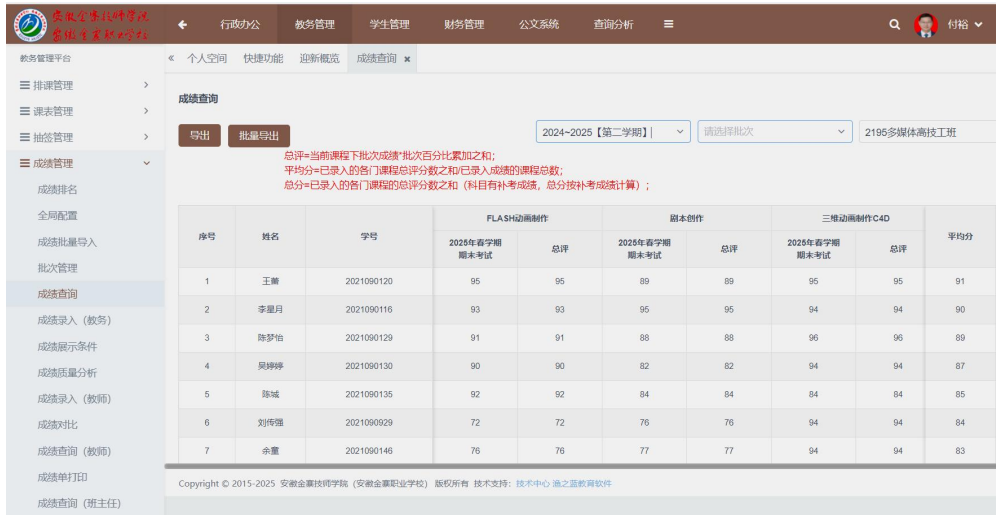 安徽金寨技师学院
安徽金寨职业学校
行政办公 教务管理 学生管理 财务管理 公文系统 查询分析 付裕
教务管理平台
« 个人空间 快捷功能 迎新概览 成绩查询 ×
排课管理
课表管理
抽签管理
成绩管理
成绩排名
全局配置
成绩批量导入
批次管理
成绩查询
成绩录入（教务）
成绩展示条件
成绩质量分析
成绩录入（教师）
成绩对比
成绩查询（教师）
成绩单打印
成绩查询（班主任）
成绩查询
导出 批量导出 2024~2025【第二学期】 请选择批次 2195多媒体高技工班
总评=当前课程下批次成绩*批次百分比累加之和;
平均分=已录入的各门课程总评分数之和/已录入成绩的课程总数;
总分=已录入的各门课程的总评分数之和（科目有补考成绩，总分按补考成绩计算）;
序号 姓名 学号 FLASH动画制作 剧本创作 三维动画制作C4D 平均分
2025年春学期 总评 2025年春学期 总评 2025年春学期 总评
期末考试 期末考试 期末考试
1 王蕾 2021090120 95 95 89 89 95 95 91
2 李星月 2021090116 93 93 95 95 94 94 90
3 陈梦怡 2021090129 91 91 88 88 96 96 89
4 吴婷婷 2021090130 90 90 82 82 94 94 87
5 陈城 2021090135 92 92 84 84 84 84 85
6 刘传强 2021090929 72 72 76 76 94 94 84
7 余童 2021090146 76 76 77 77 94 94 83
Copyright © 2015-2025 安徽金寨技师学院（安徽金寨职业学校） 版权所有 技术支持：技术中心 渔之蓝教育软件